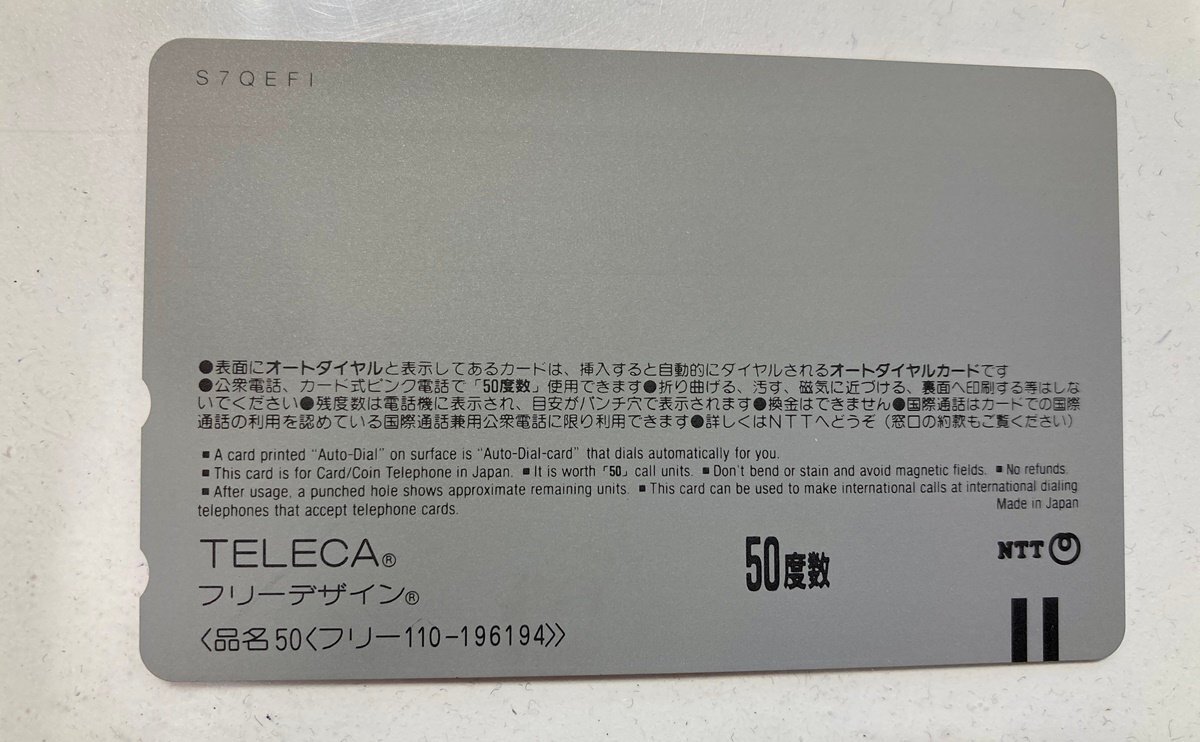 S7QEFI
●表面にオートダイヤルと表示してあるカードは、挿入すると自動的にダイヤルされるオートダイヤルカードです
●公衆電話、カード式ピンク電話で「50度数」使用できます●折り曲げる、汚す、磁気に近づける、裏面へ印刷する等はしな
いでください●残度数は電話機に表示され、目安がパンチ穴で表示されます●換金はできません●国際通話はカードでの国際
通話の利用を認めている国際通話兼用公衆電話に限り利用できます●詳しくはNTTへどうぞ(窓口の約款もご覧ください)
■ A card printed "Auto-Dial" on surface is "Auto-Dial-card" that dials automatically for you.
■ This card is for Card/Coin Telephone in Japan. ■ It is worth「50」call units. ■ Don't bend or stain and avoid magnetic fields. ■ No refunds.
■ After usage, a punched hole shows approximate remaining units. ■ This card can be used to make international calls at international dialing
telephones that accept telephone cards. Made in Japan
TELECA®
50度数
NTT
フリーデザイン®
〈品名50〈フリー110-196194〉〉